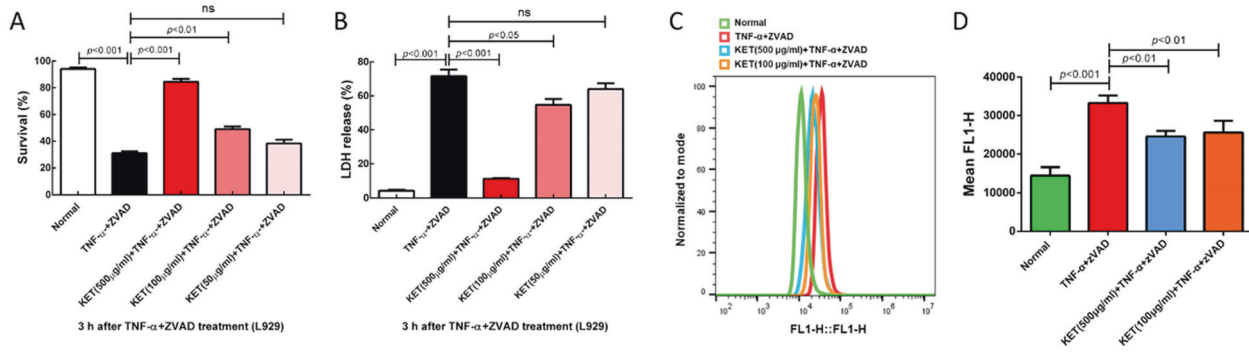 A
ns
p<0.01
p<0.001
p<0.001
Survival (%)
100
80
60
40
20
0
Normal
TNF-α+ZVAD
KET(500μg/ml)+TNF-α+ZVAD
KET(100μg/ml)+TNF-α+ZVAD
KET(50μg/ml)+TNF-α+ZVAD
3 h after TNF-α+ZVAD treatment (L929)
B
ns
p<0.05
p<0.001
p<0.001
LDH release (%)
80
60
40
20
0
Normal
TNF-α+ZVAD
KET(500μg/ml)+TNF-α+ZVAD
KET(100μg/ml)+TNF-α+ZVAD
KET(50μg/ml)+TNF-α+ZVAD
3 h after TNF-α+ZVAD treatment (L929)
C
Normal
TNF-α+ZVAD
KET(500 μg/ml)+TNF-α+ZVAD
KET(100 μg/ml)+TNF-α+ZVAD
Normalized to mode
100
80
60
40
20
0
10² 10³ 10⁴ 10⁵ 10⁶ 10⁷
FL1-H::FL1-H
D
p<0.01
p<0.01
p<0.001
Mean FL1-H
40000
30000
20000
10000
0
Normal
TNF-α+zVAD
KET(500μg/ml)+TNF-α+zVAD
KET(100μg/ml)+TNF-α+zVAD